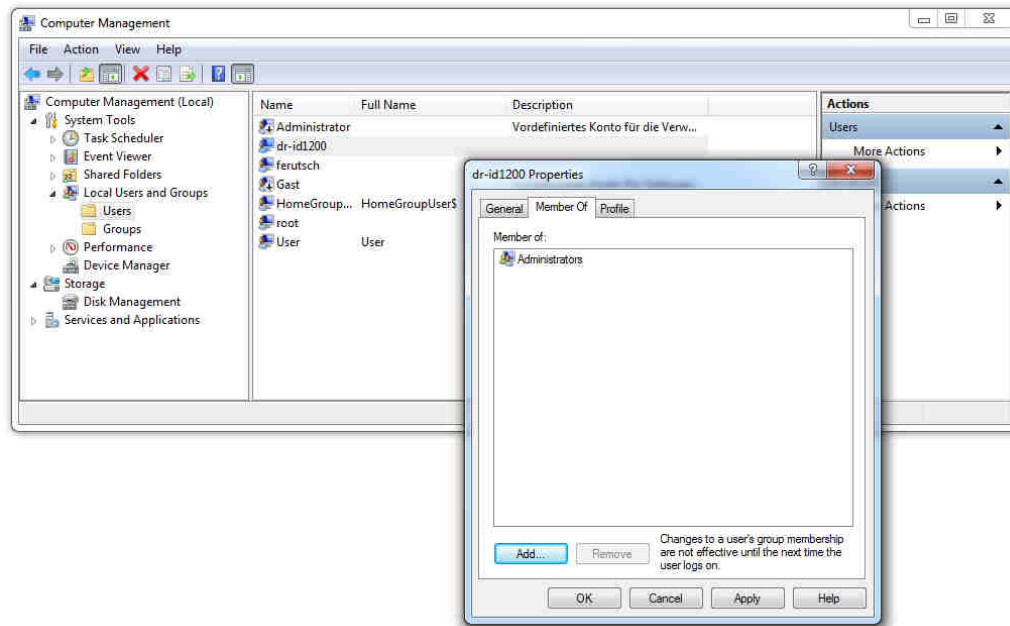 Computer Management
File Action View Help
Computer Management (Local)
System Tools
Task Scheduler
Event Viewer
Shared Folders
Local Users and Groups
Users
Groups
Performance
Device Manager
Storage
Disk Management
Services and Applications
Name Full Name Description
Administrator Vordefiniertes Konto für die Verw...
dr-id1200
ferutsch
Gast
HomeGroup... HomeGroupUser$
root
User User
Actions
Users
More Actions
Actions
dr-id1200 Properties
General Member Of Profile
Member of:
Administrators
Add... Remove
Changes to a user's group membership
are not effective until the next time the
user logs on.
OK Cancel Apply Help